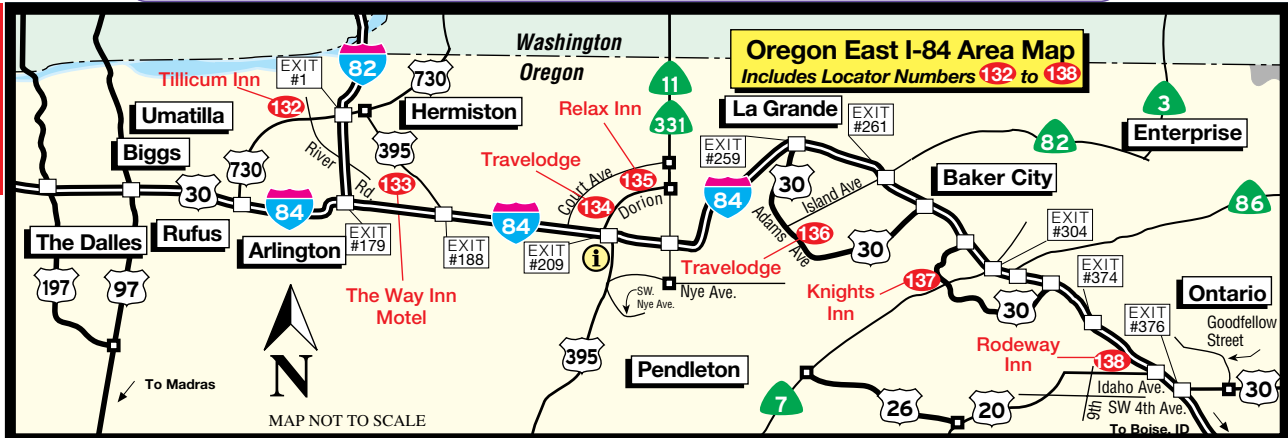 Washington
Oregon
Oregon East I-84 Area Map
Includes Locator Numbers 132 to 138
EXIT
#1
82
730
11
331
Tillicum Inn
132
Umatilla
Hermiston
Relax Inn
La Grande
EXIT
#261
3
Enterprise
82
Biggs
730
River
Rd
395
133
Travelodge
Court Ave
135
134
Dorion
EXIT
#259
30
84
Island Ave
Adams
Ave
136
Travelodge
30
Baker City
86
30
84
84
The Dalles
Rufus
Arlington
EXIT
#179
EXIT
#188
EXIT
#209
i
EXIT
#304
EXIT
#374
197
97
The Way Inn
Motel
SW.
Nye Ave.
Nye Ave.
Knights
Inn
137
30
EXIT
#376
Ontario
Goodfellow
Street
N
395
Pendleton
Rodeway
Inn
138
To Madras
MAP NOT TO SCALE
7
26
20
9th
Idaho Ave.
SW 4th Ave.
30
To Boise, ID